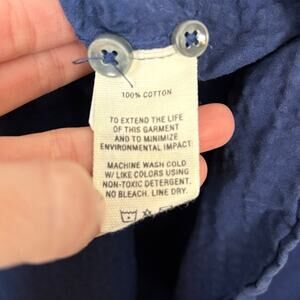 100% COTTON
TO EXTEND THE LIFE
OF THIS GARMENT
AND TO MINIMIZE
ENVIRONMENTAL IMPACT:
MACHINE WASH COLD
W/ LIKE COLORS USING
NON-TOXIC DETERGENT.
NO BLEACH. LINE DRY.